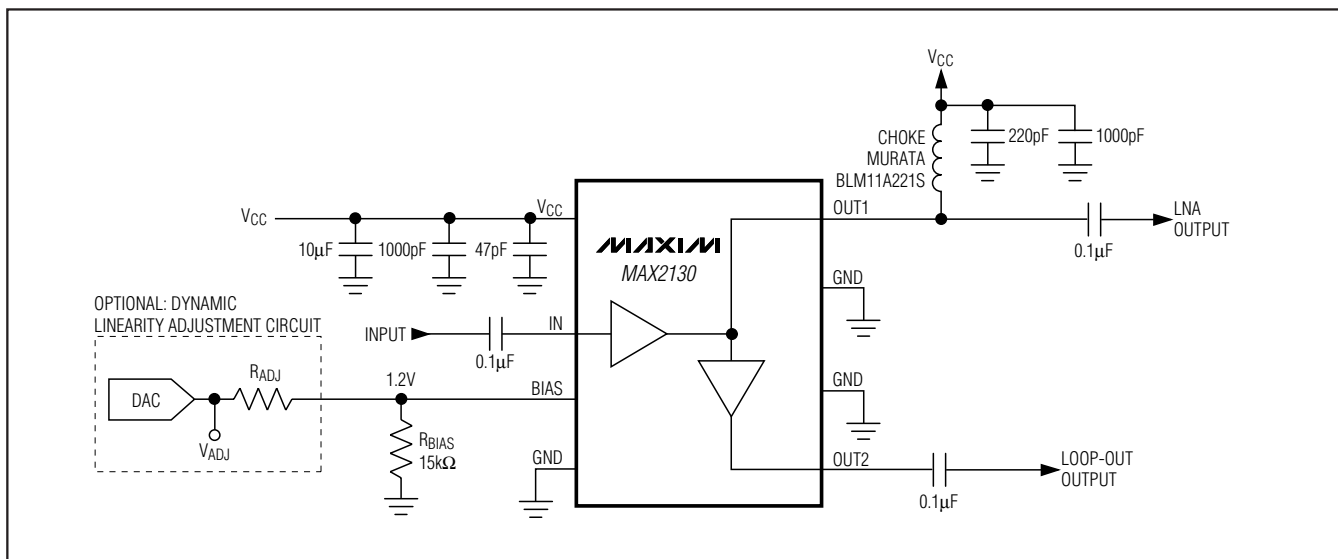 VCC
CHOKE
MURATA
BLM11A221S
220pF
1000pF
VCC
VCC
OUT1
LNA
OUTPUT
0.1µF
10µF
1000pF
47pF
MAXIM
MAX2130
GND
OPTIONAL: DYNAMIC
LINEARITY ADJUSTMENT CIRCUIT
INPUT
IN
0.1µF
DAC
RADJ
1.2V
BIAS
GND
VADJ
RBIAS
15kΩ
GND
OUT2
LOOP-OUT
OUTPUT
0.1µF